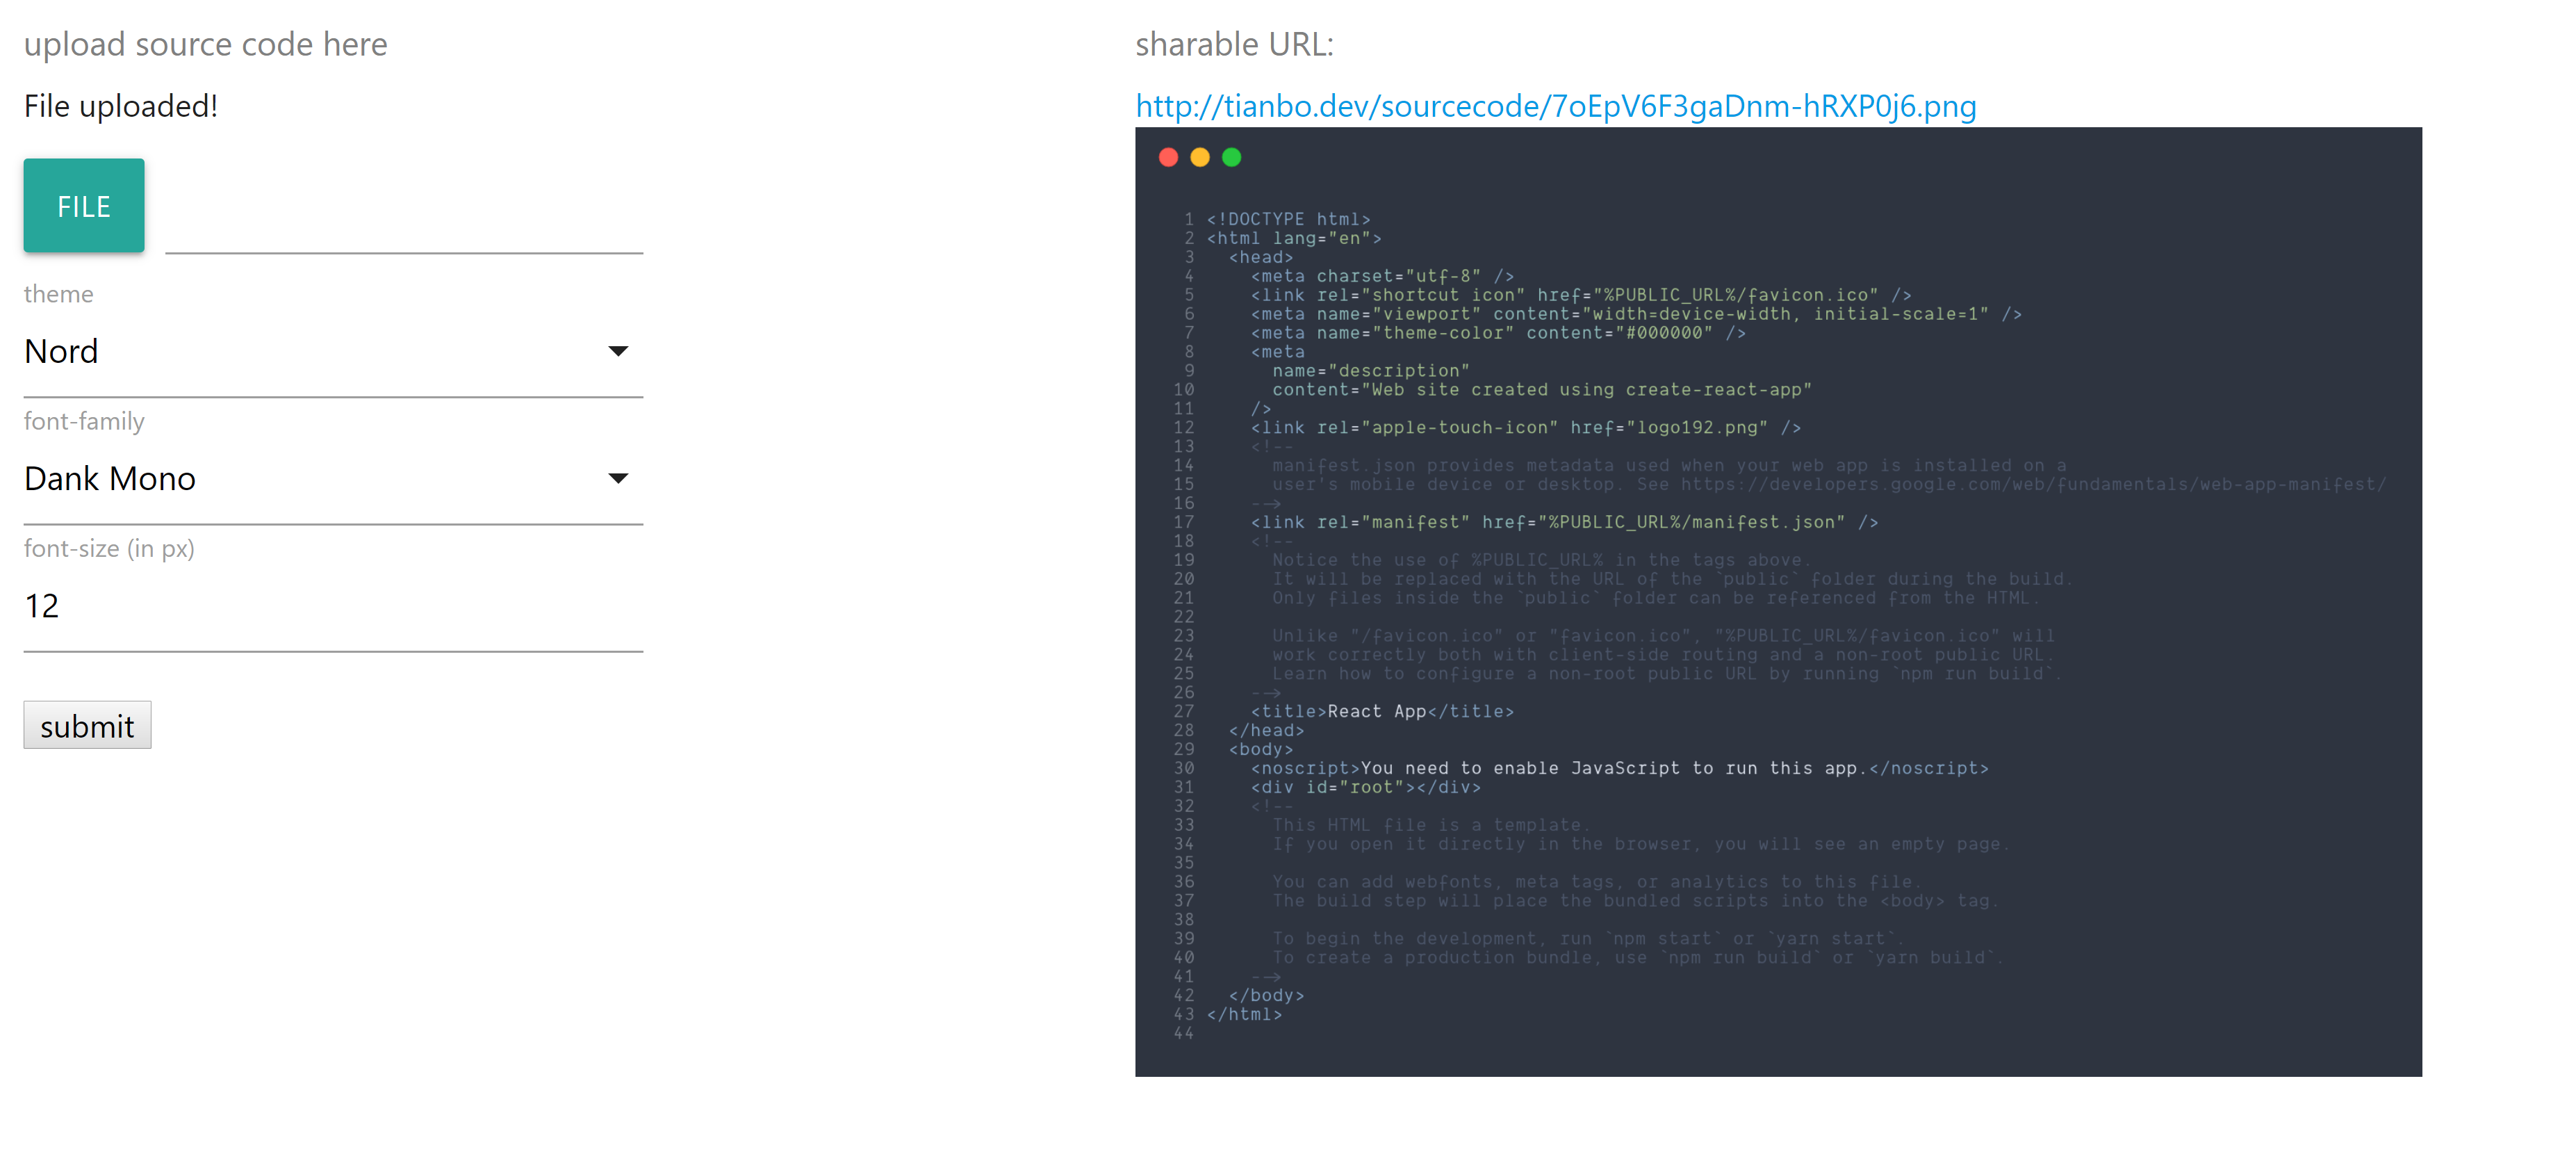 upload source code here
File uploaded!
FILE
theme
Nord
font-family
Dank Mono
font-size (in px)
12
submit
sharable URL:
http://tianbo.dev/sourcecode/7oEpV6F3gaDnm-hRXP0j6.png
1 <!DOCTYPE html>
2 <html lang="en">
3   <head>
4     <meta charset="utf-8" />
5     <link rel="shortcut icon" href="%PUBLIC_URL%/favicon.ico" />
6     <meta name="viewport" content="width=device-width, initial-scale=1" />
7     <meta name="theme-color" content="#000000" />
8     <meta
9       name="description"
10       content="Web site created using create-react-app"
11     />
12     <link rel="apple-touch-icon" href="logo192.png" />
13     <!--
14       manifest.json provides metadata used when your web app is installed on a
15       user's mobile device or desktop. See https://developers.google.com/web/fundamentals/web-app-manifest/
16     -->
17     <link rel="manifest" href="%PUBLIC_URL%/manifest.json" />
18     <!--
19       Notice the use of %PUBLIC_URL% in the tags above.
20       It will be replaced with the URL of the `public` folder during the build.
21       Only files inside the `public` folder can be referenced from the HTML.
22
23       Unlike "/favicon.ico" or "favicon.ico", "%PUBLIC_URL%/favicon.ico" will
24       work correctly both with client-side routing and a non-root public URL.
25       Learn how to configure a non-root public URL by running `npm run build`.
26     -->
27     <title>React App</title>
28   </head>
29   <body>
30     <noscript>You need to enable JavaScript to run this app.</noscript>
31     <div id="root"></div>
32     <!--
33       This HTML file is a template.
34       If you open it directly in the browser, you will see an empty page.
35
36       You can add webfonts, meta tags, or analytics to this file.
37       The build step will place the bundled scripts into the <body> tag.
38
39       To begin the development, run `npm start` or `yarn start`.
40       To create a production bundle, use `npm run build` or `yarn build`.
41     -->
42   </body>
43 </html>
44